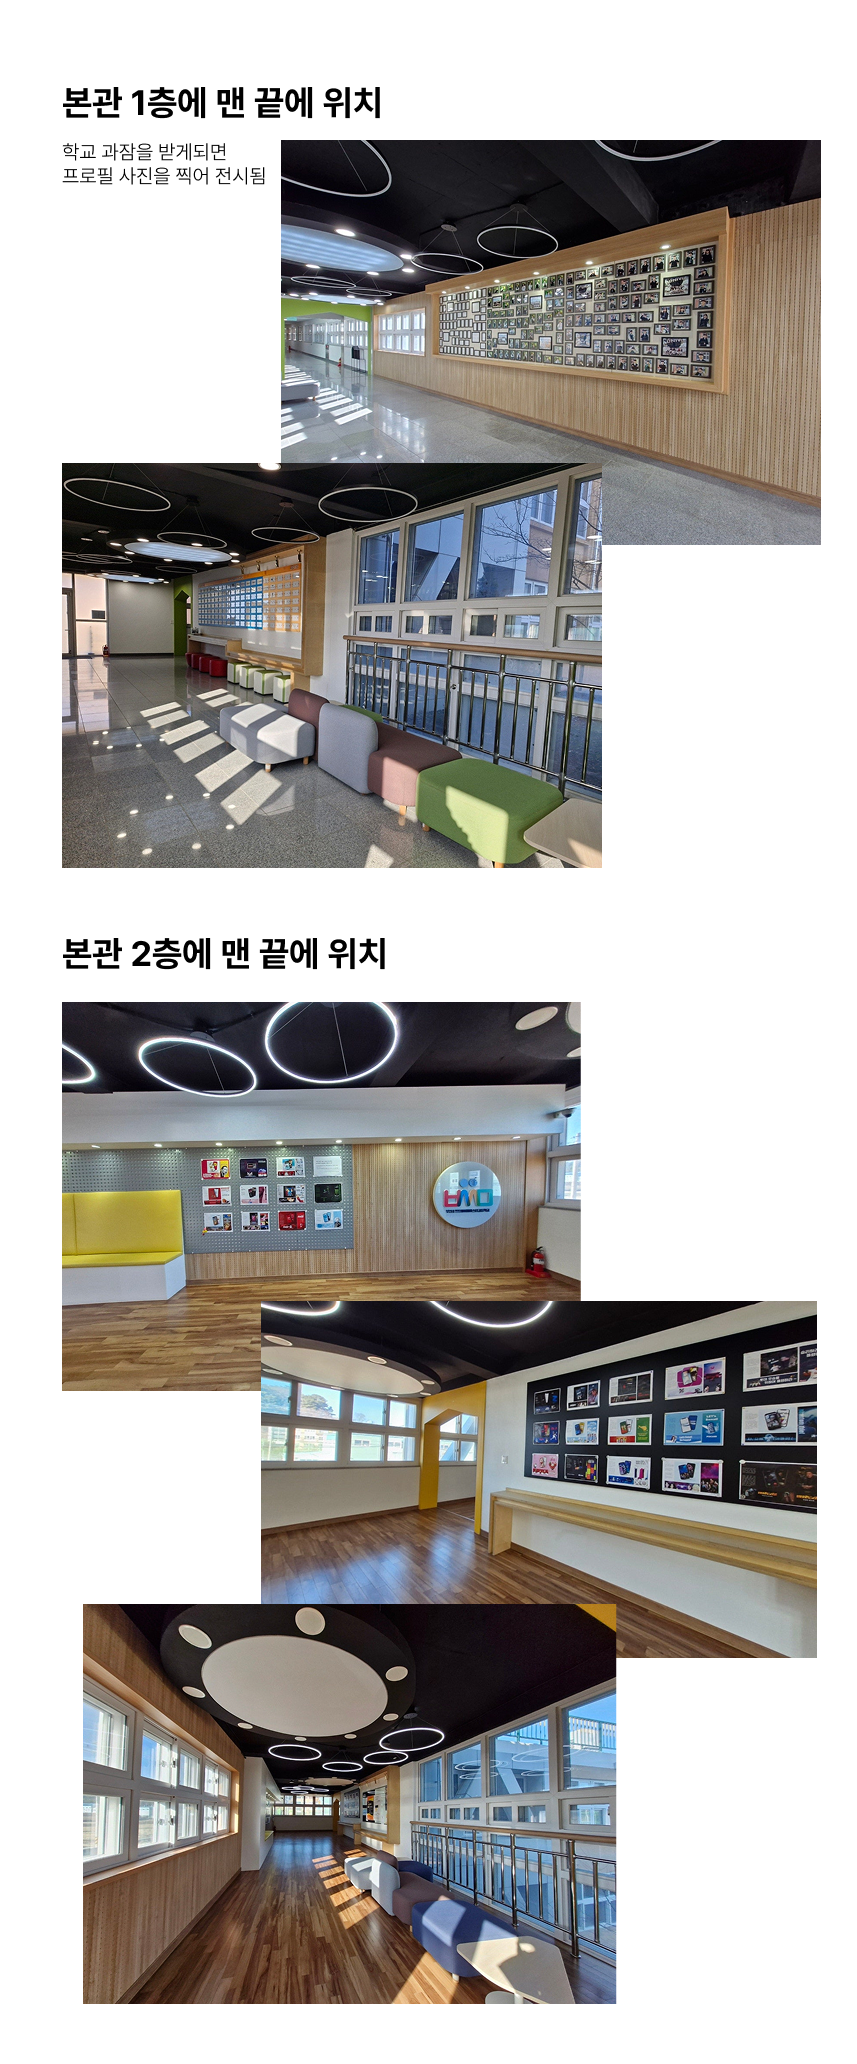 본관 1층에 맨 끝에 위치
학교 과잠을 받게되면
프로필 사진을 찍어 전시됨
본관 2층에 맨 끝에 위치